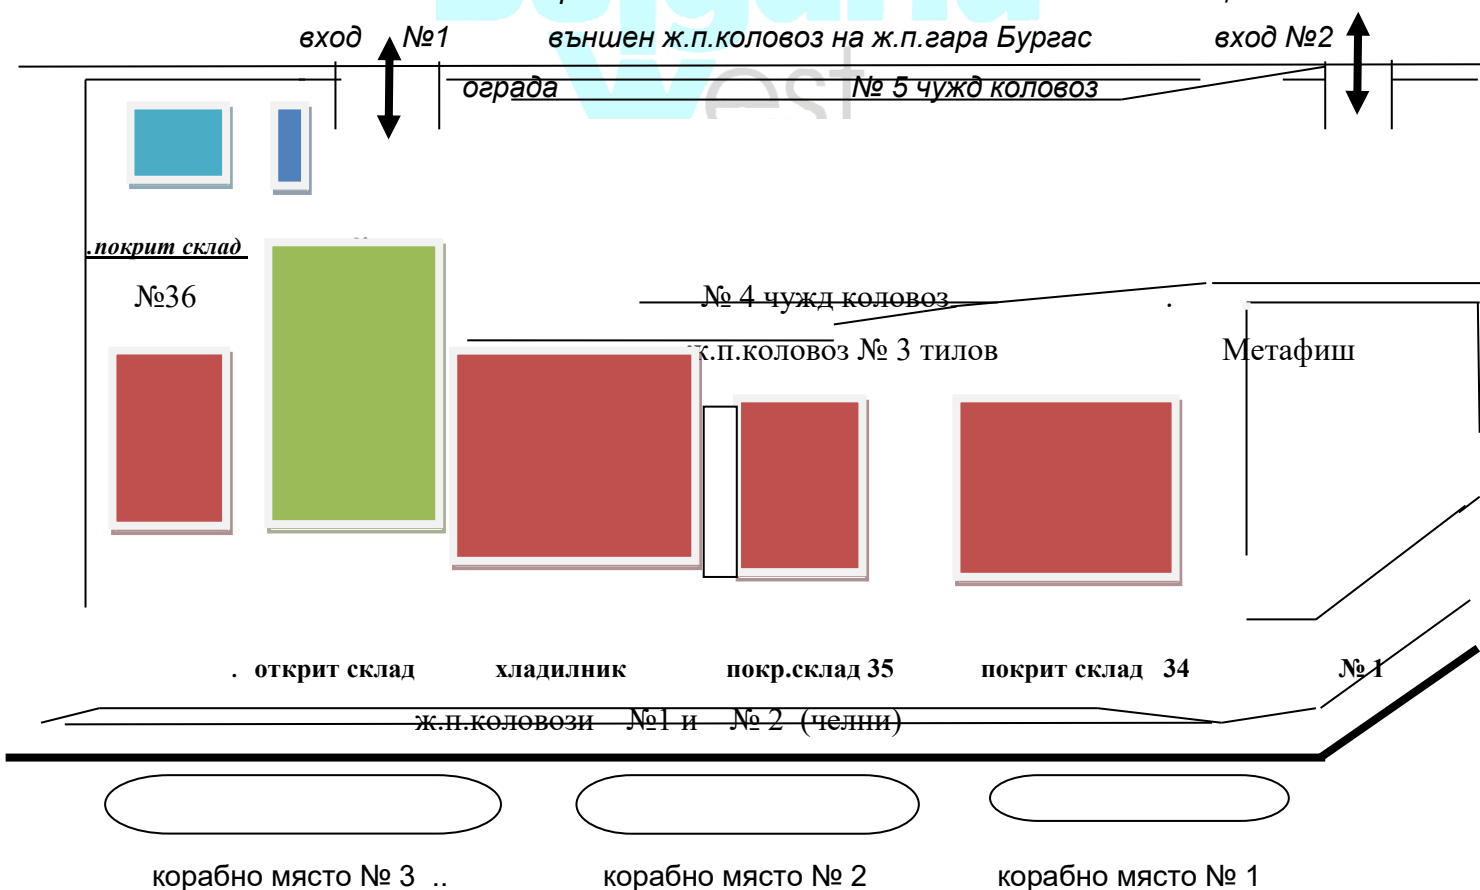 Bulgaria
West
вход №1 външен ж.п.коловоз на ж.п.гара Бургас вход №2
ограда № 5 чужд коловоз
.покрит склад
№36 № 4 чужд коловоз .
ж.п.коловоз № 3 тилов Метафиш
. открит склад хладилник покр.склад 35 покрит склад 34 № 1
ж.п.коловози №1 и № 2 (челни)
корабно място № 3 .. корабно място № 2 корабно място № 1